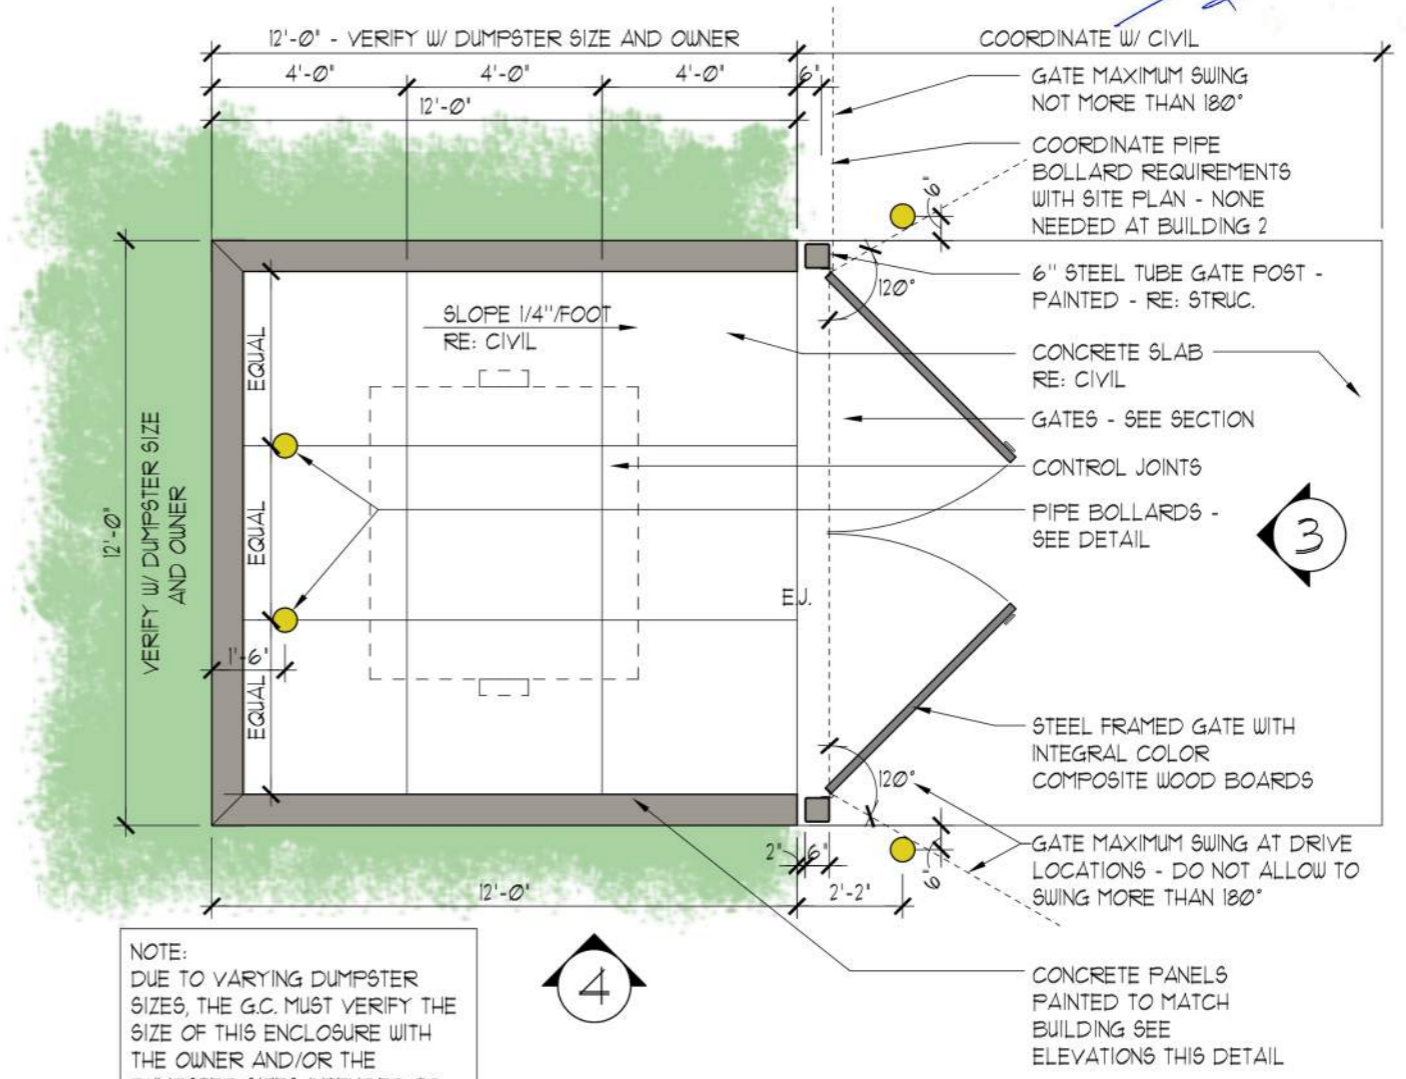 12'-0" - VERIFY W/ DUMPSTER SIZE AND OWNER
COORDINATE W/ CIVIL
4'-0"
4'-0"
4'-0"
6"
12'-0"
GATE MAXIMUM SWING
NOT MORE THAN 180°
COORDINATE PIPE
BOLLARD REQUIREMENTS
WITH SITE PLAN - NONE
NEEDED AT BUILDING 2
6"
6" STEEL TUBE GATE POST -
PAINTED - RE: STRUC.
120°
SLOPE 1/4"/FOOT
RE: CIVIL
CONCRETE SLAB
RE: CIVIL
GATES - SEE SECTION
CONTROL JOINTS
PIPE BOLLARDS -
SEE DETAIL
3
EQUAL
EQUAL
EQUAL
12'-0"
VERIFY W/ DUMPSTER SIZE
AND OWNER
E.J.
1'-6"
STEEL FRAMED GATE WITH
INTEGRAL COLOR
COMPOSITE WOOD BOARDS
120°
GATE MAXIMUM SWING AT DRIVE
LOCATIONS - DO NOT ALLOW TO
SWING MORE THAN 180°
2"
6"
6"
12'-0"
2'-2"
CONCRETE PANELS
PAINTED TO MATCH
BUILDING SEE
ELEVATIONS THIS DETAIL
4
NOTE:
DUE TO VARYING DUMPSTER
SIZES, THE G.C. MUST VERIFY THE
SIZE OF THIS ENCLOSURE WITH
THE OWNER AND/OR THE